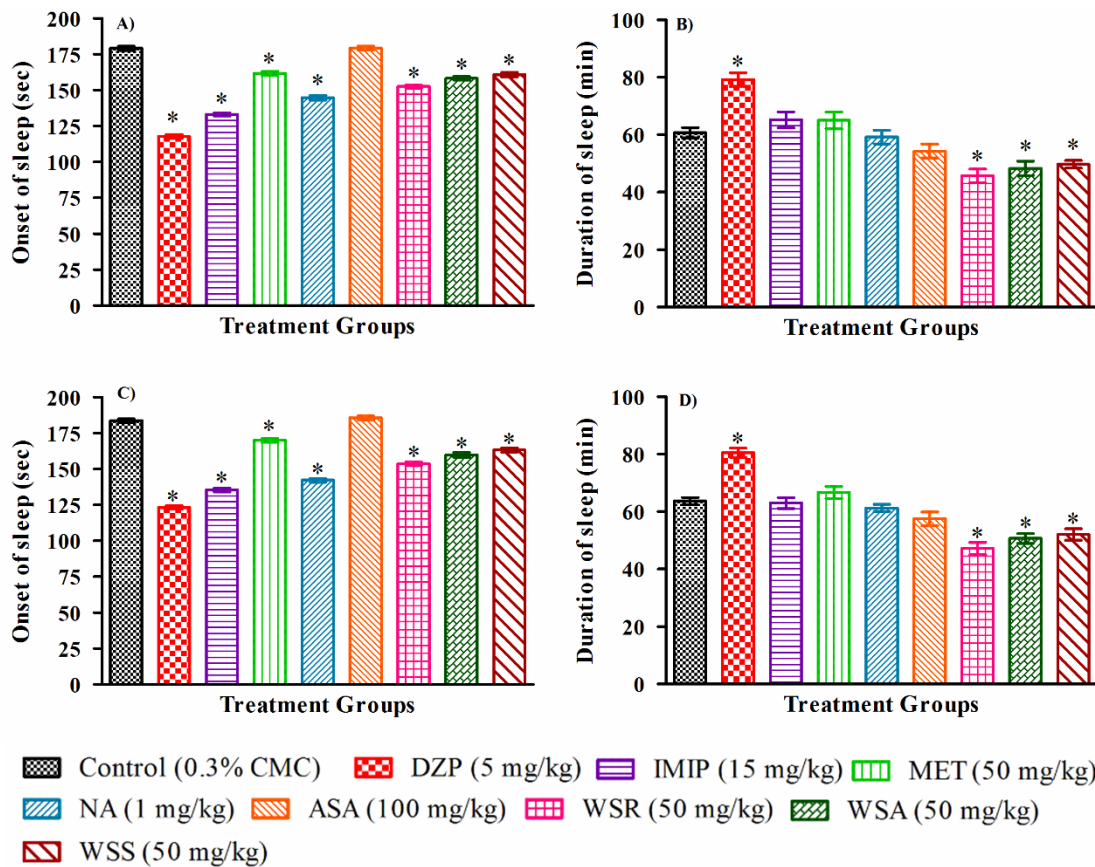 A)
Onset of sleep (sec)
200
175
150
125
100
75
50
25
0
* * * * * * *
Treatment Groups
B)
Duration of sleep (min)
100
80
60
40
20
0
* * * *
Treatment Groups
C)
Onset of sleep (sec)
200
175
150
125
100
75
50
25
0
* * * * * * *
Treatment Groups
D)
Duration of sleep (min)
100
80
60
40
20
0
* * * *
Treatment Groups
Control (0.3% CMC) DZP (5 mg/kg) IMIP (15 mg/kg) MET (50 mg/kg)
NA (1 mg/kg) ASA (100 mg/kg) WSR (50 mg/kg) WSA (50 mg/kg)
WSS (50 mg/kg)